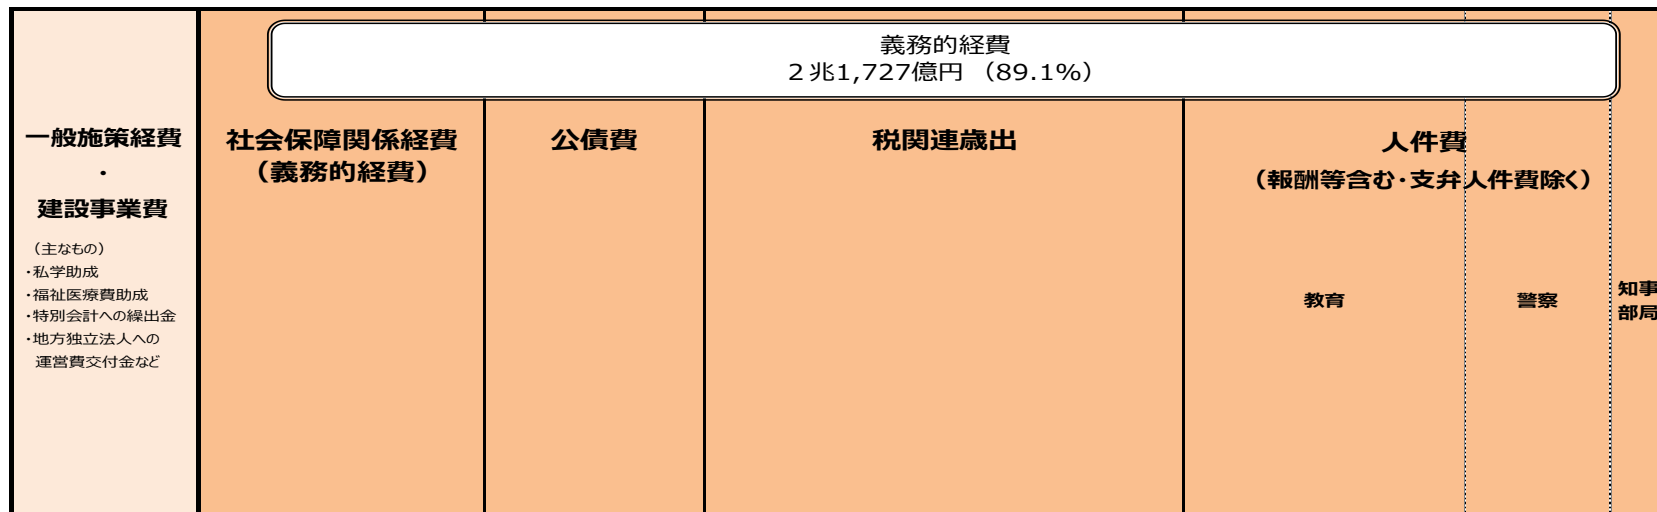 義務的経費
2兆1,727億円 （89.1%）
一般施策経費
・
建設事業費
（主なもの）
・私学助成
・福祉医療費助成
・特別会計への繰出金
・地方独立法人への
運営費交付金など
社会保障関係経費
（義務的経費）
公債費
税関連歳出
人件費
（報酬等含む・支弁人件費除く）
教育
警察
知事
部局